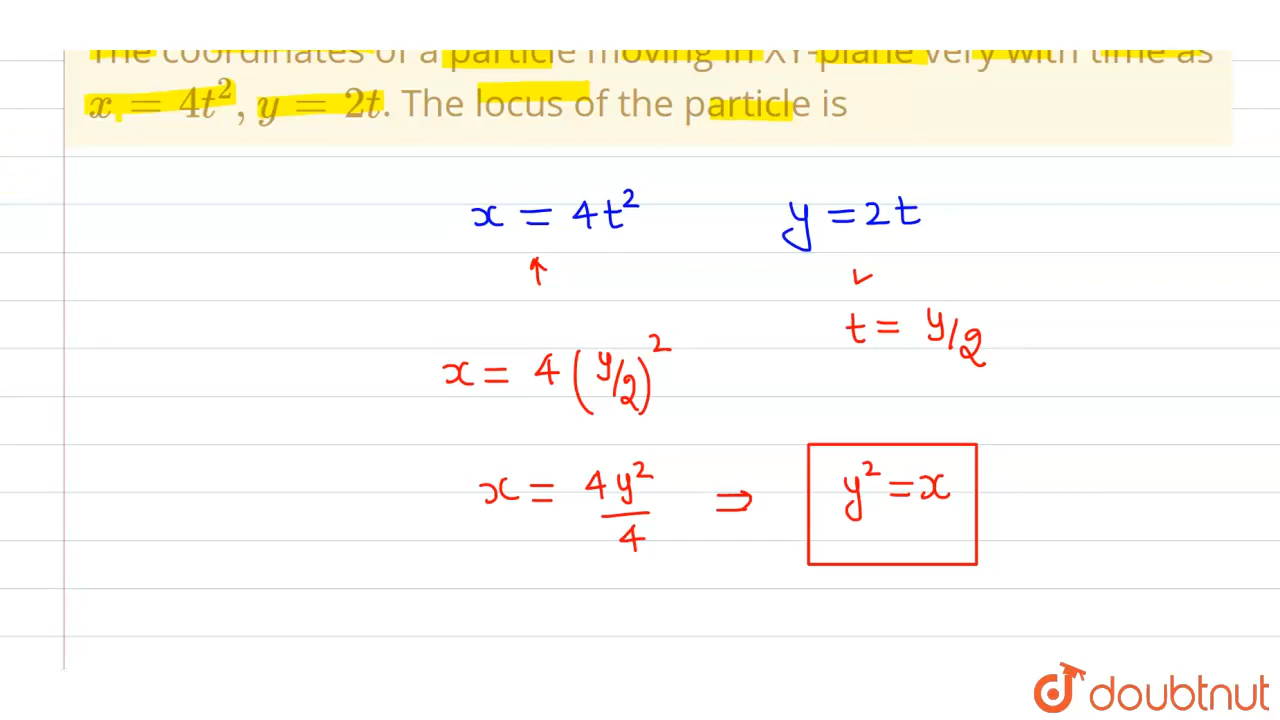 The coordinates of a particle moving in XY-plane very with time as
x = 4t², y = 2t. The locus of the particle is
x = 4t² y = 2t
↑ ✓
t = y/2
x = 4 (y/2)²
x = 4y²/4 ⇒ y² = x
doubtnut